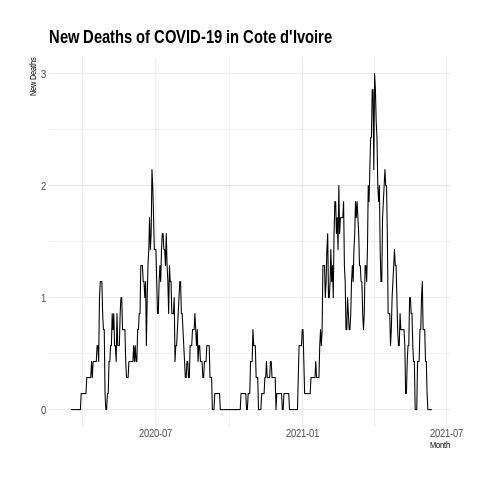 New Deaths of COVID-19 in Cote d'Ivoire
New Deaths
3
2
1
0
2020-07
2021-01
2021-07
Month